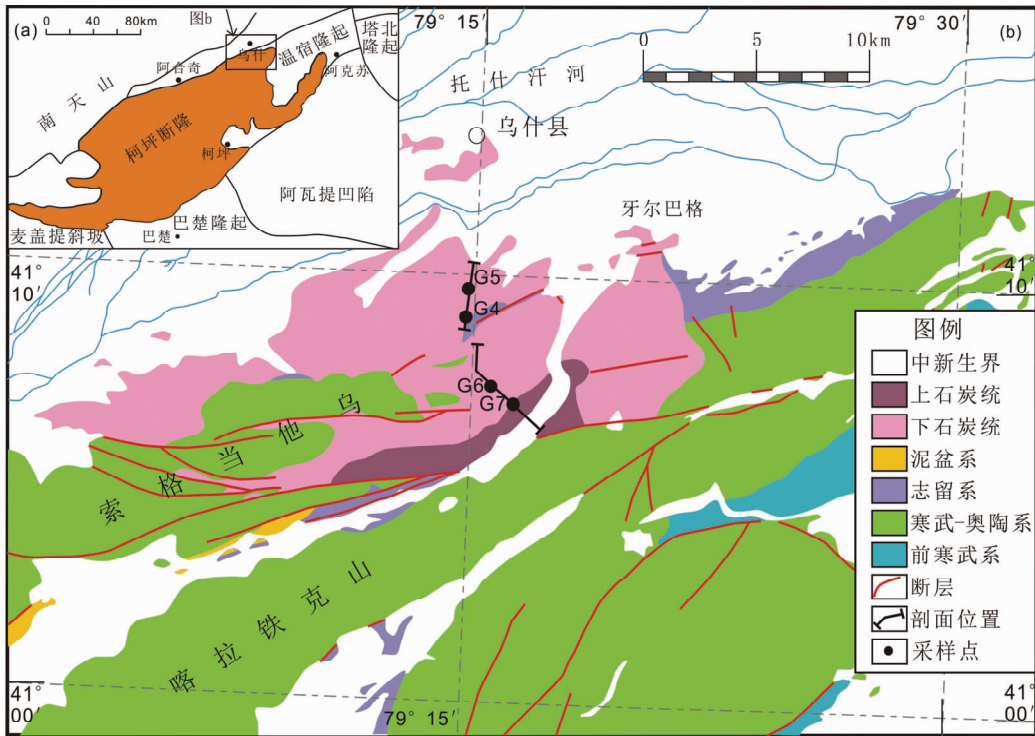 (a)
0 40 80km
图b
乌什
温宿隆起
塔北
隆起
阿合奇
阿克苏
南天山
柯坪断隆
柯坪
阿瓦提凹陷
巴楚隆起
麦盖提斜坡
巴楚
79° 15′
79° 30′
(b)
0 5 10km
托什汗河
乌什县
牙尔巴格
41°
10′
41°
10′
G5
G4
G6
G7
索格当他乌
喀拉铁克山
41°
00′
79° 15′
41°
00′
图例
中新生界
上石炭统
下石炭统
泥盆系
志留系
寒武-奥陶系
前寒武系
断层
剖面位置
采样点